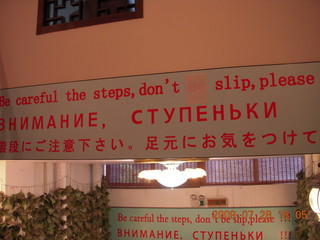 Be careful the steps,don't slip,please
ВНИМАНИЕ, СТУПЕНЬКИ
階段にご注意下さい。足元にお気をつけて
Be careful the steps, don't be slip,please !!!
ВНИМАНИЕ, СТУПЕНЬКИ !!!